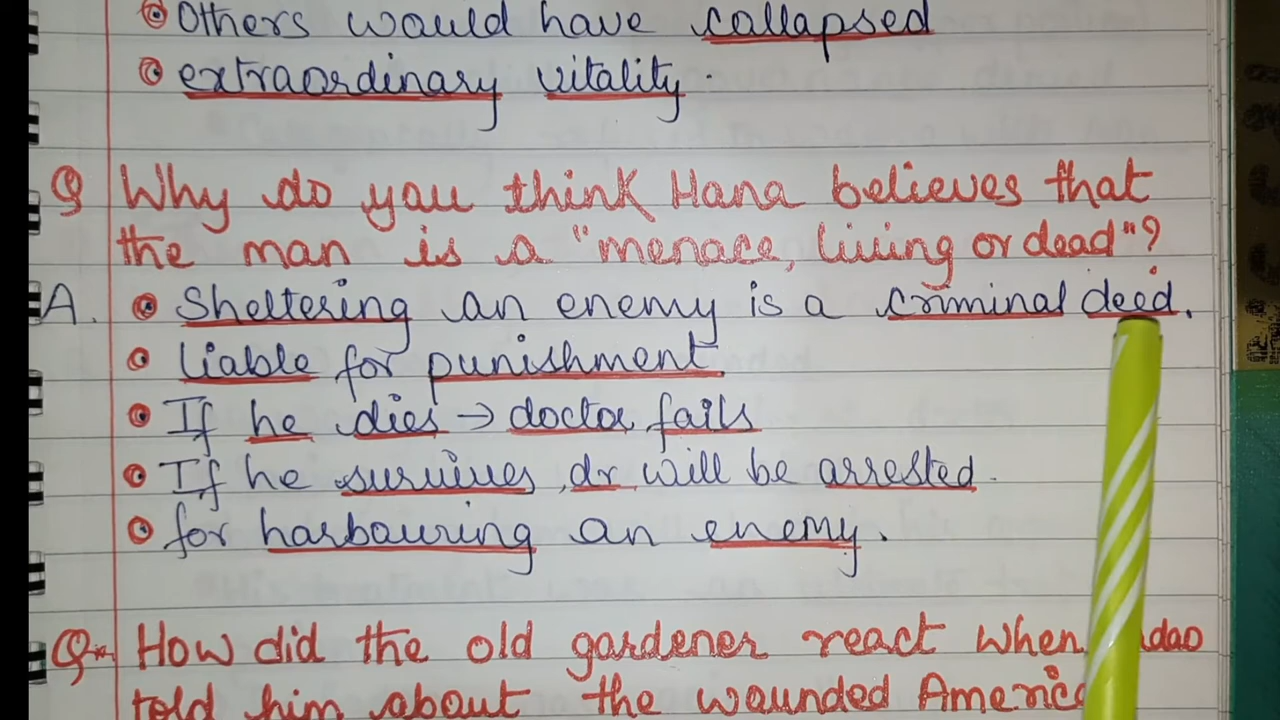 Others would have collapsed
extraordinary vitality.
Q Why do you think Hana believes that
the man is a "menace, living or dead"?
A. Sheltering an enemy is a criminal deed.
liable for punishment.
If he dies → doctor fails
If he survives, dr will be arrested.
for harbouring an enemy.
Q. How did the old gardener react when
told him about the wounded